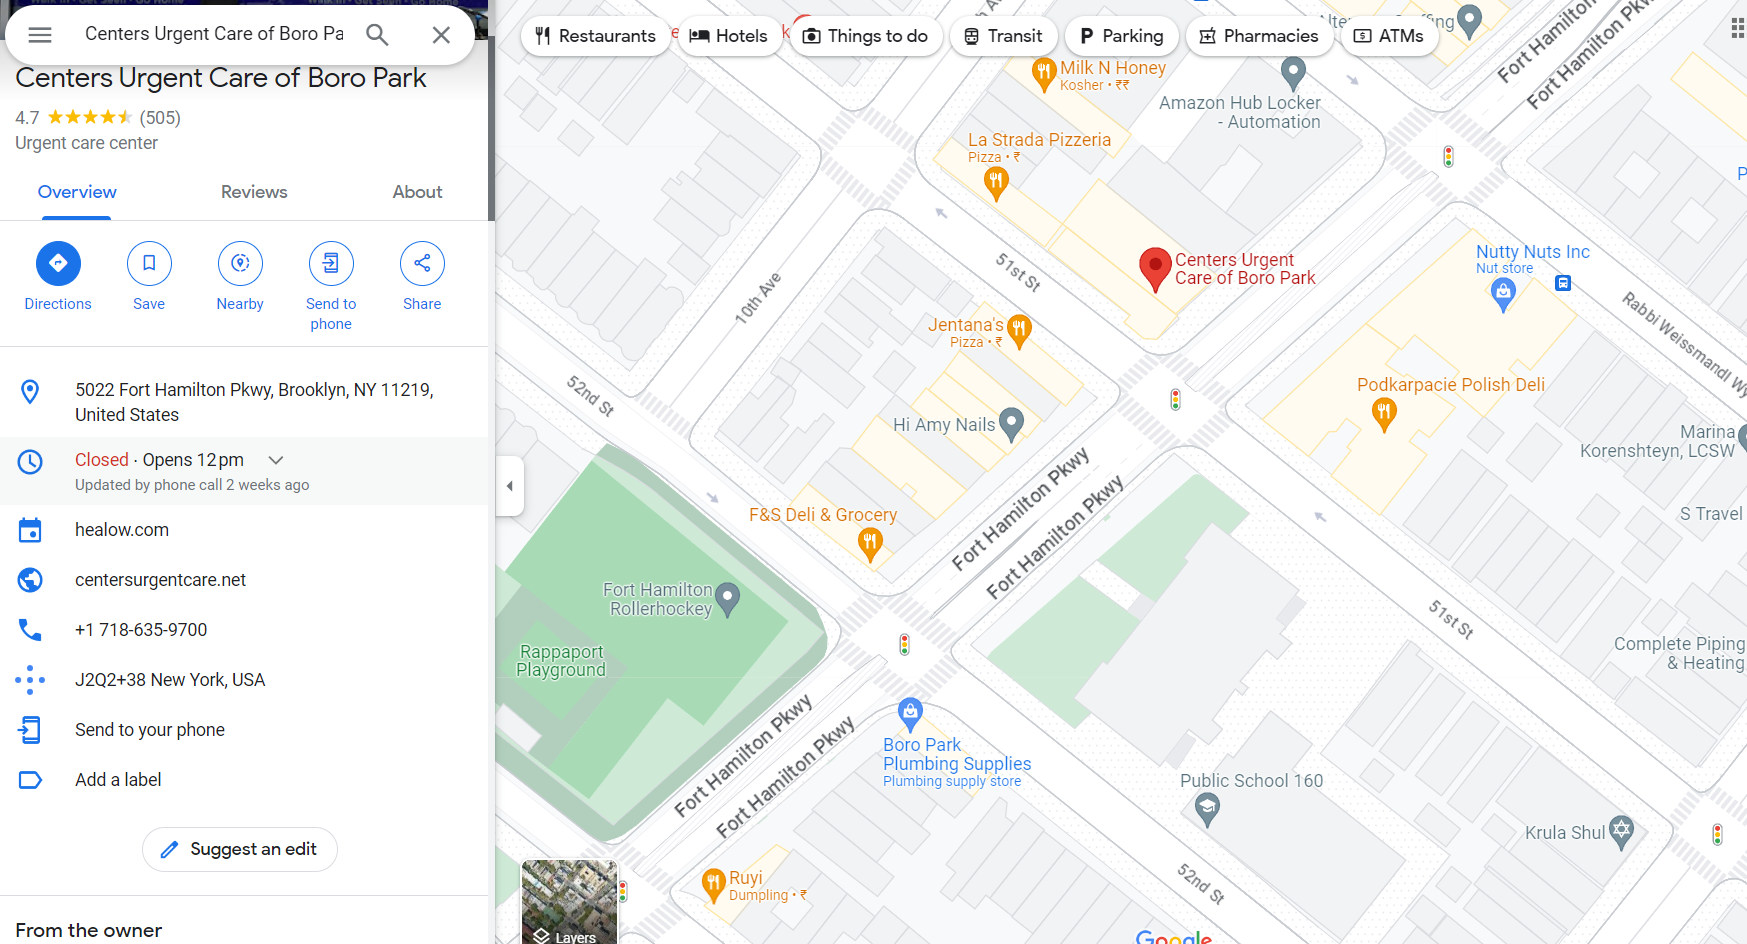 Centers Urgent Care of Boro Pa
Centers Urgent Care of Boro Park
4.7 (505)
Urgent care center
Overview
Reviews
About
Directions
Save
Nearby
Send to
phone
Share
5022 Fort Hamilton Pkwy, Brooklyn, NY 11219,
United States
Closed · Opens 12 pm
Updated by phone call 2 weeks ago
healow.com
centersurgentcare.net
+1 718-635-9700
J2Q2+38 New York, USA
Send to your phone
Add a label
Suggest an edit
From the owner
Restaurants
Hotels
Things to do
Transit
Parking
Pharmacies
ATMs
Milk N Honey
Kosher • ₹₹
Amazon Hub Locker
- Automation
La Strada Pizzeria
Pizza • ₹
Fort Hamilton
Fort Hamilton Pkw
Centers Urgent
Care of Boro Park
Nutty Nuts Inc
Nut store
51st St
10th Ave
Jentana's
Pizza • ₹
Rabbi Weissmandl W
52nd St
Podkarpacie Polish Deli
Hi Amy Nails
Marina
Korenshteyn, LCSW
Fort Hamilton Pkwy
Fort Hamilton Pkwy
F&S Deli & Grocery
S Travel
Fort Hamilton
Rollerhockey
51st St
Rappaport
Playground
Complete Piping
& Heating
Fort Hamilton Pkwy
Fort Hamilton Pkwy
Boro Park
Plumbing Supplies
Plumbing supply store
Public School 160
Krula Shul
Ruyi
Dumpling • ₹
52nd St
Layers
Google